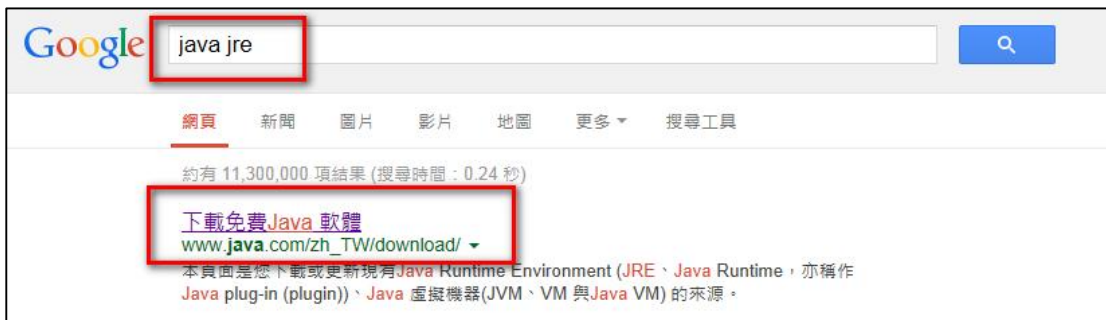 Google java jre
網頁 新聞 圖片 影片 地圖 更多 搜尋工具
約有 11,300,000 項結果 (搜尋時間：0.24 秒)
下載免費Java 軟體
www.java.com/zh_TW/download/
本頁面是您下載或更新現有Java Runtime Environment (JRE、Java Runtime，亦稱作
Java plug-in (plugin))、Java 虛擬機器(JVM、VM 與Java VM) 的來源。